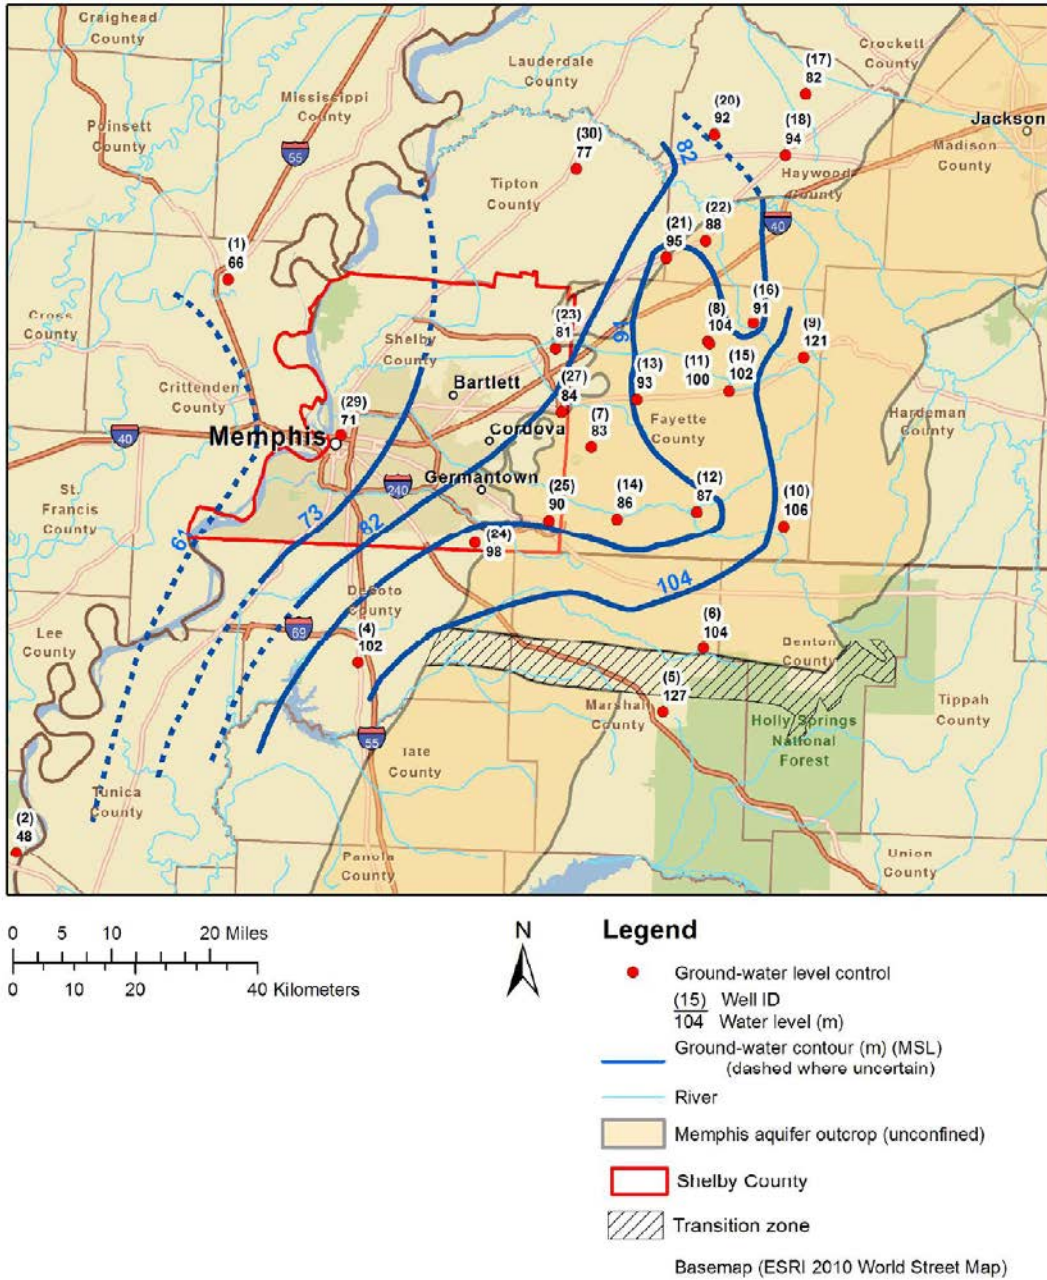 Craighead
County
Poinsett
County
Mississippi
County
55
Lauderdale
County
Crockett
County
(17)
82
(20)
92
(18)
94
Jackson
Madison
County
(30)
77
82
Haywood
County
Tipton
County
40
(22)
88
(21)
95
(1)
66
Cross
County
Shelby
County
(23)
81
91
(16)
91
(8)
104
(9)
121
(11)
100
(15)
102
Crittenden
County
Bartlett
(13)
93
(27)
84
(29)
71
Memphis
Cordova
(7)
83
Fayette
County
Hardeman
County
40
St.
Francis
County
240
Germantown
(12)
87
(14)
86
(25)
90
(10)
106
73
82
61
(24)
98
104
DeSoto
County
Lee
County
69
(4)
102
(6)
104
Benton
County
(5)
127
Marshall
County
Tippah
County
Holly Springs
National
Forest
55
Tate
County
Tunica
County
(2)
48
Panola
County
Union
County
0 5 10 20 Miles
0 10 20 40 Kilometers
N
Legend
Ground-water level control
(15) Well ID
104 Water level (m)
Ground-water contour (m) (MSL)
(dashed where uncertain)
River
Memphis aquifer outcrop (unconfined)
Shelby County
Transition zone
Basemap (ESRI 2010 World Street Map)